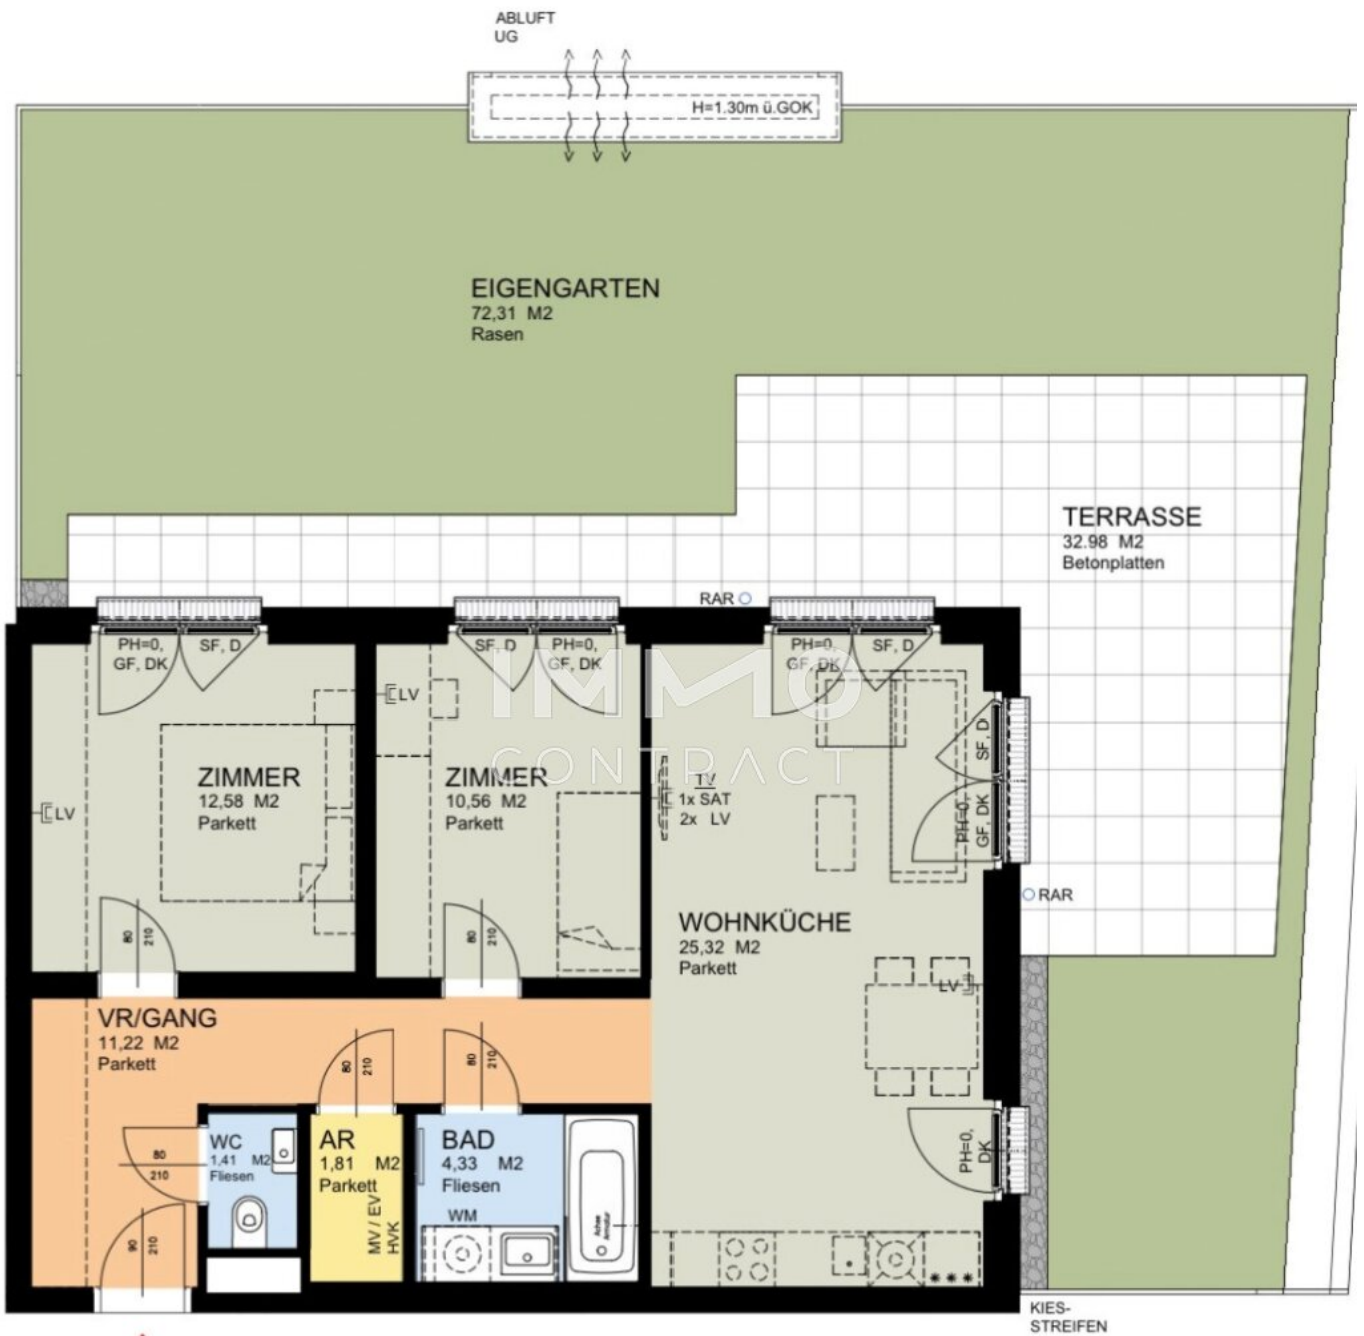 ABLUFT
UG
H=1.30m ü.GOK
EIGENGARTEN
72,31 M2
Rasen
TERRASSE
32.98 M2
Betonplatten
RAR
PH=0,
GF, DK
SF, D
SF, D
PH=0,
GF, DK
PH=0,
GF, DK
SF, D
IMMO
CONTRACT
LV
LV
ZIMMER
12,58 M2
Parkett
ZIMMER
10,56 M2
Parkett
TV
1x SAT
2x LV
SF, D
PH=0,
GF, DK
RAR
WOHNKÜCHE
25,32 M2
Parkett
LV
80
210
80
210
VR/GANG
11,22 M2
Parkett
80
210
80
210
WC
1,41 M2
Fliesen
80
210
AR
1,81 M2
Parkett
MV / EV
HVK
BAD
4,33 M2
Fliesen
WM
Achse
Armatur
PH=0,
DK
90
210
KIES-
STREIFEN